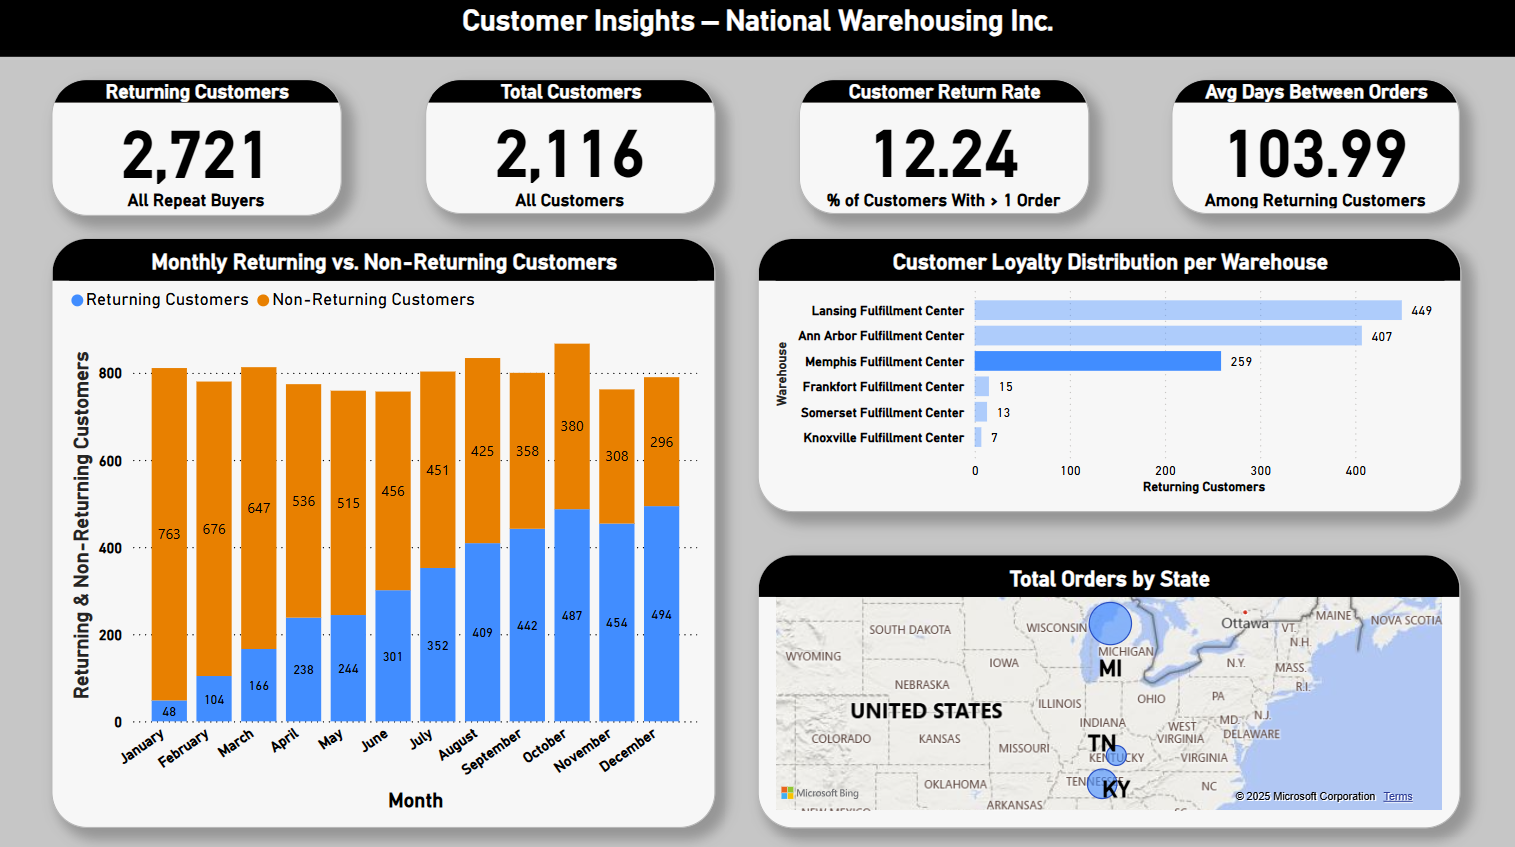 Customer Insights – National Warehousing Inc.
Returning Customers
2,721
All Repeat Buyers
Total Customers
2,116
All Customers
Customer Return Rate
12.24
% of Customers With > 1 Order
Avg Days Between Orders
103.99
Among Returning Customers
Monthly Returning vs. Non-Returning Customers
Returning Customers Non-Returning Customers
Returning & Non-Returning Customers
800
600
400
200
0
763 676 647 536 515 456 451 425 358 380 308 296
48 104 166 238 244 301 352 409 442 487 454 494
January February March April May June July August September October November December
Month
Customer Loyalty Distribution per Warehouse
Warehouse
Lansing Fulfillment Center 449
Ann Arbor Fulfillment Center 407
Memphis Fulfillment Center 259
Frankfort Fulfillment Center 15
Somerset Fulfillment Center 13
Knoxville Fulfillment Center 7
0 100 200 300 400
Returning Customers
Total Orders by State
SOUTH DAKOTA
WISCONSIN
Ottawa
VT.
MAINE
NOVA SCOTIA
N.H.
WYOMING
IOWA
MICHIGAN
MI
N.Y.
MASS.
R.I.
NEBRASKA
ILLINOIS
OHIO
PA
UNITED STATES
INDIANA
MD.
N.J.
COLORADO
KANSAS
MISSOURI
TN
WEST
VIRGINIA
DELAWARE
KENTUCKY
VIRGINIA
OKLAHOMA
TENNESSEE
KY
NC
Microsoft Bing
ARKANSAS
© 2025 Microsoft Corporation Terms